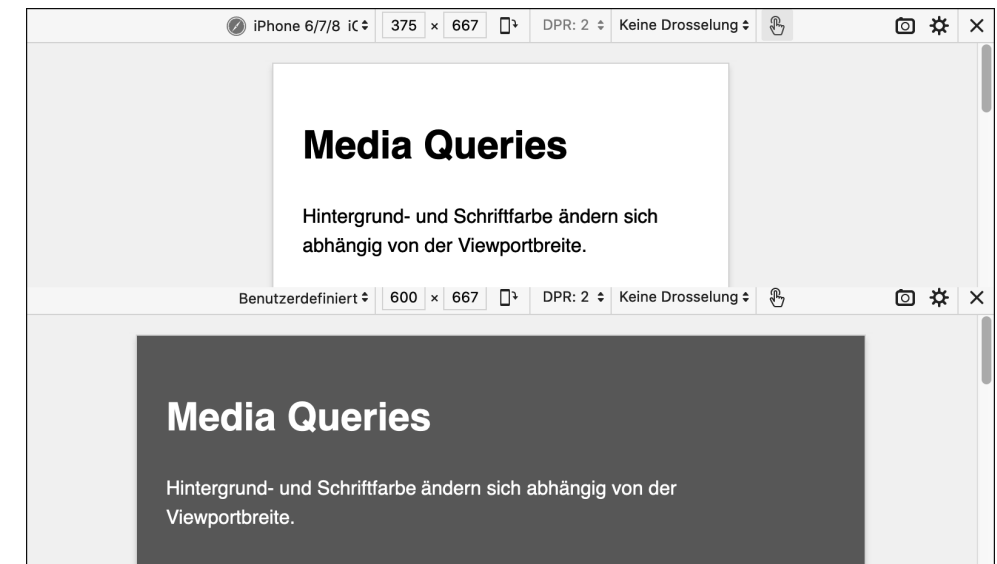 iPhone 6/7/8 iC 375 × 667 DPR: 2 Keine Drosselung
Media Queries
Hintergrund- und Schriftfarbe ändern sich
abhängig von der Viewportbreite.
Benutzerdefiniert 600 × 667 DPR: 2 Keine Drosselung
Media Queries
Hintergrund- und Schriftfarbe ändern sich abhängig von der
Viewportbreite.